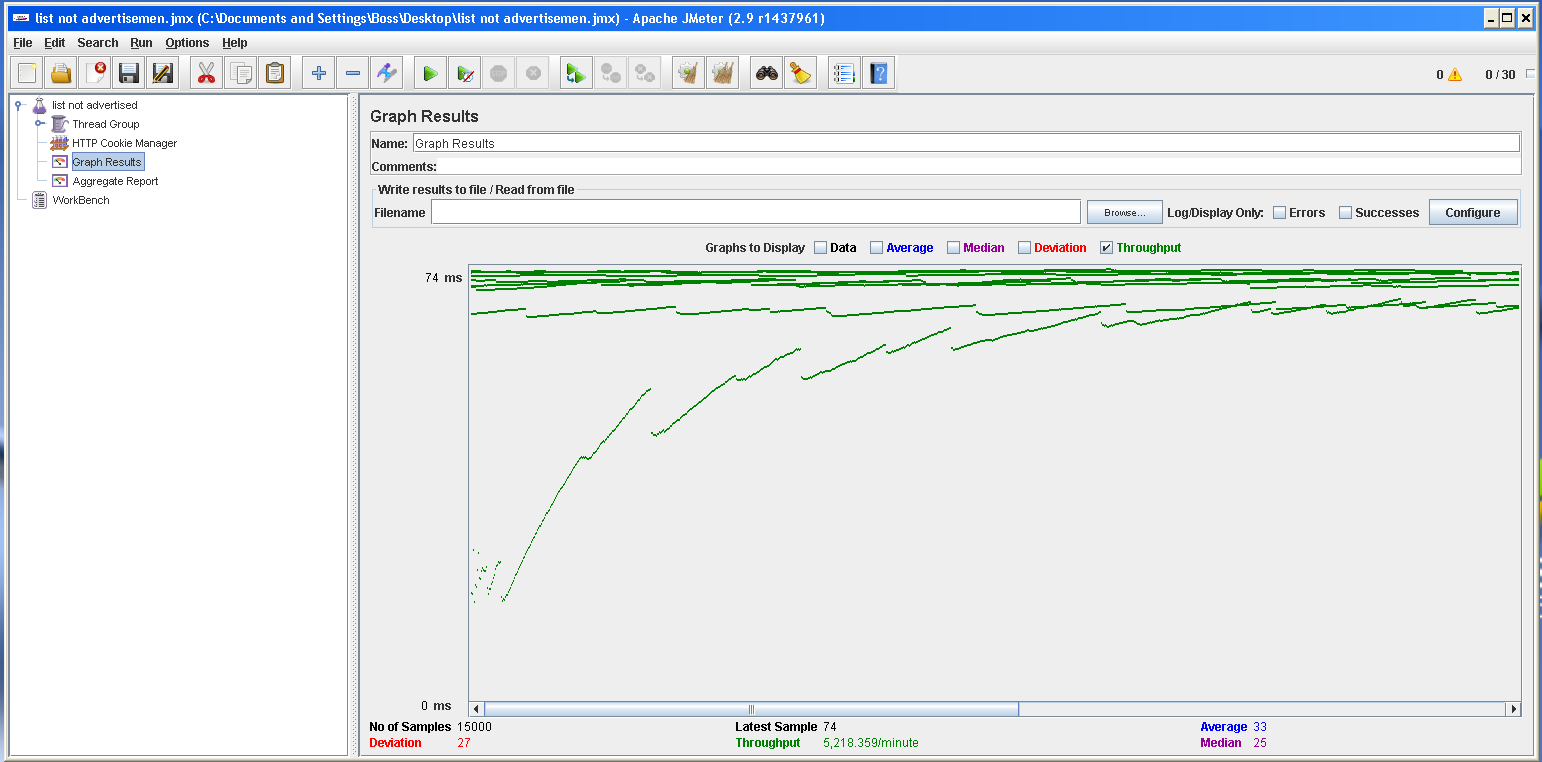 list not advertisemen.jmx (C:\Documents and Settings\Boss\Desktop\list not advertisemen.jmx) - Apache JMeter (2.9 r1437961)
File Edit Search Run Options Help
0 0 / 30
list not advertised
Thread Group
HTTP Cookie Manager
Graph Results
Aggregate Report
WorkBench
Graph Results
Name: Graph Results
Comments:
Write results to file / Read from file
Filename Browse... Log/Display Only: Errors Successes Configure
Graphs to Display Data Average Median Deviation Throughput
74 ms
0 ms
No of Samples 15000 Latest Sample 74 Average 33
Deviation 27 Throughput 5,218.359/minute Median 25